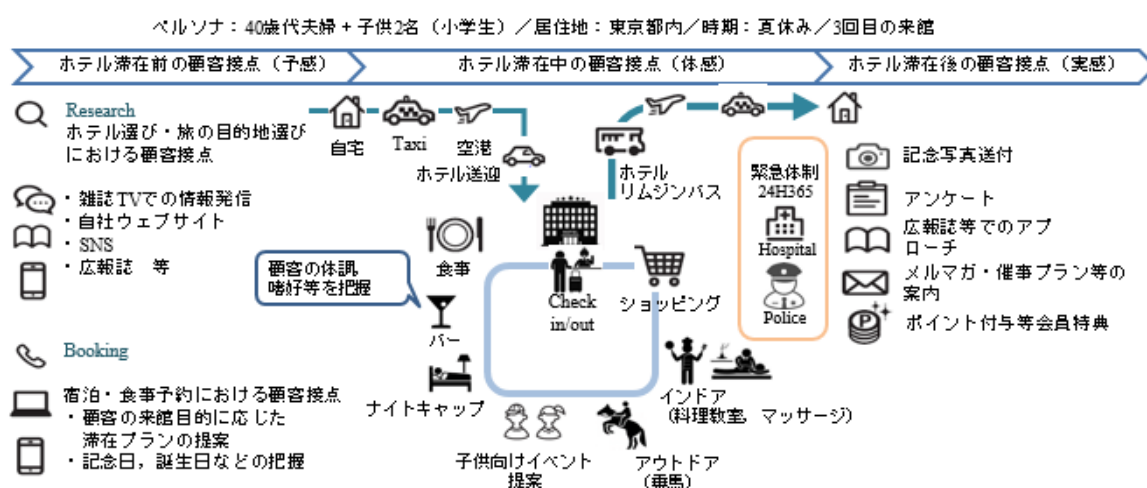 ペルソナ：40歳代夫婦＋子供2名（小学生）／居住地：東京都内／時期：夏休み／3回目の来館
ホテル滞在前の顧客接点（予感）
ホテル滞在中の顧客接点（体感）
ホテル滞在後の顧客接点（実感）
Research
ホテル選び・旅の目的地選び
における顧客接点
・雑誌TVでの情報発信
・自社ウェブサイト
・SNS
・広報誌　等
Booking
宿泊・食事予約における顧客接点
・顧客の来館目的に応じた
滞在プランの提案
・記念日，誕生日などの把握
自宅
Taxi
空港
ホテル送迎
食事
顧客の体調,
嗜好等を把握
バー
ナイトキャップ
子供向けイベント
提案
アウトドア
（乗馬）
インドア
（料理教室, マッサージ）
ショッピング
Check
in/out
ホテル
リムジンバス
緊急体制
24H365
Hospital
Police
記念写真送付
アンケート
広報誌等でのアプ
ローチ
メルマガ・催事プラン等の
案内
P
ポイント付与等会員特典